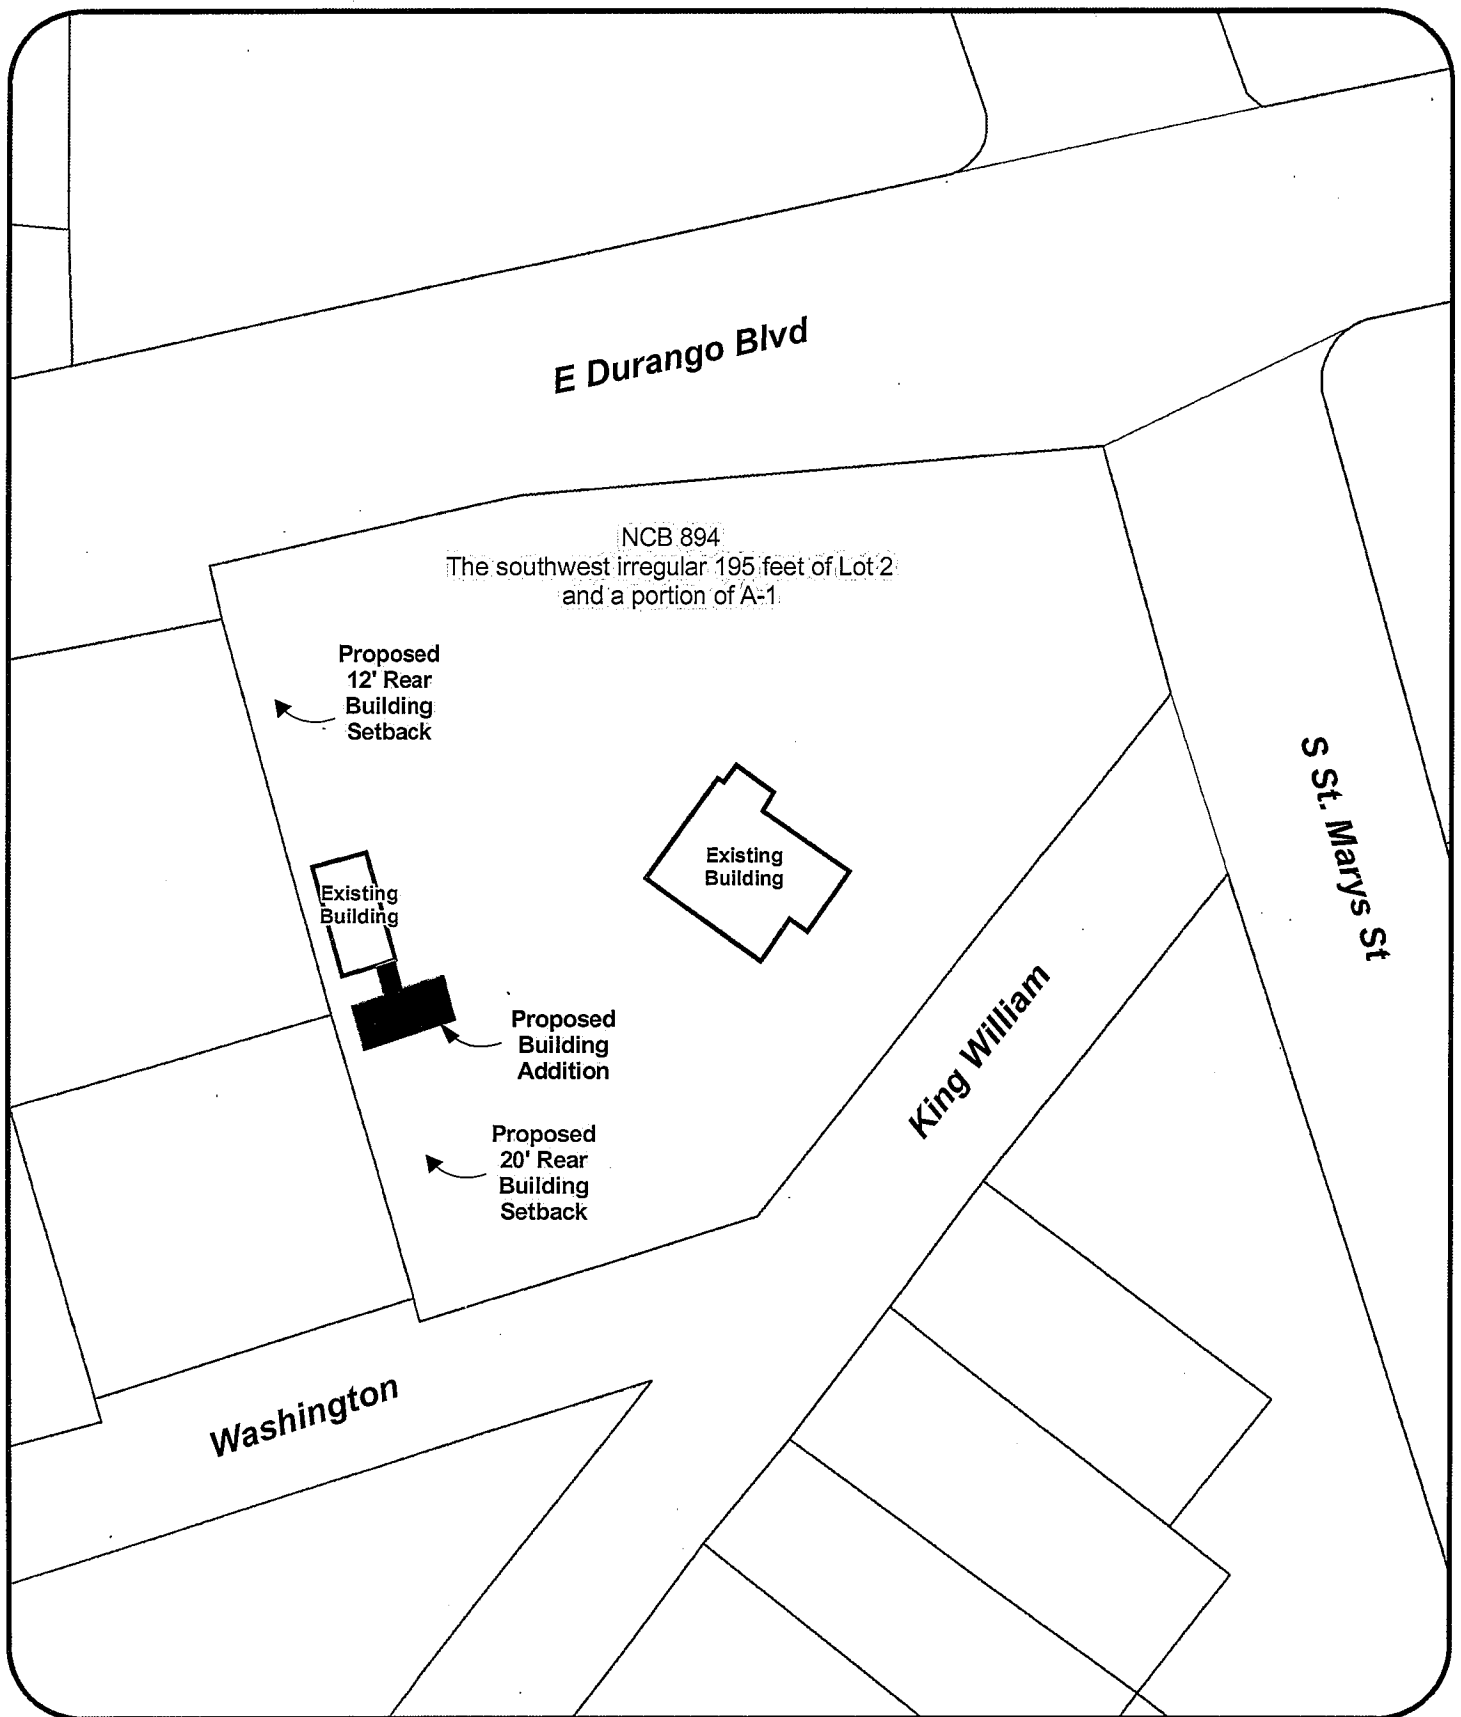 E Durango Blvd
NCB 894
The southwest irregular 195 feet of Lot 2
and a portion of A-1
Proposed
12' Rear
Building
Setback
Existing
Building
Existing
Building
S St. Marys St
Proposed
Building
Addition
King William
Proposed
20' Rear
Building
Setback
Washington